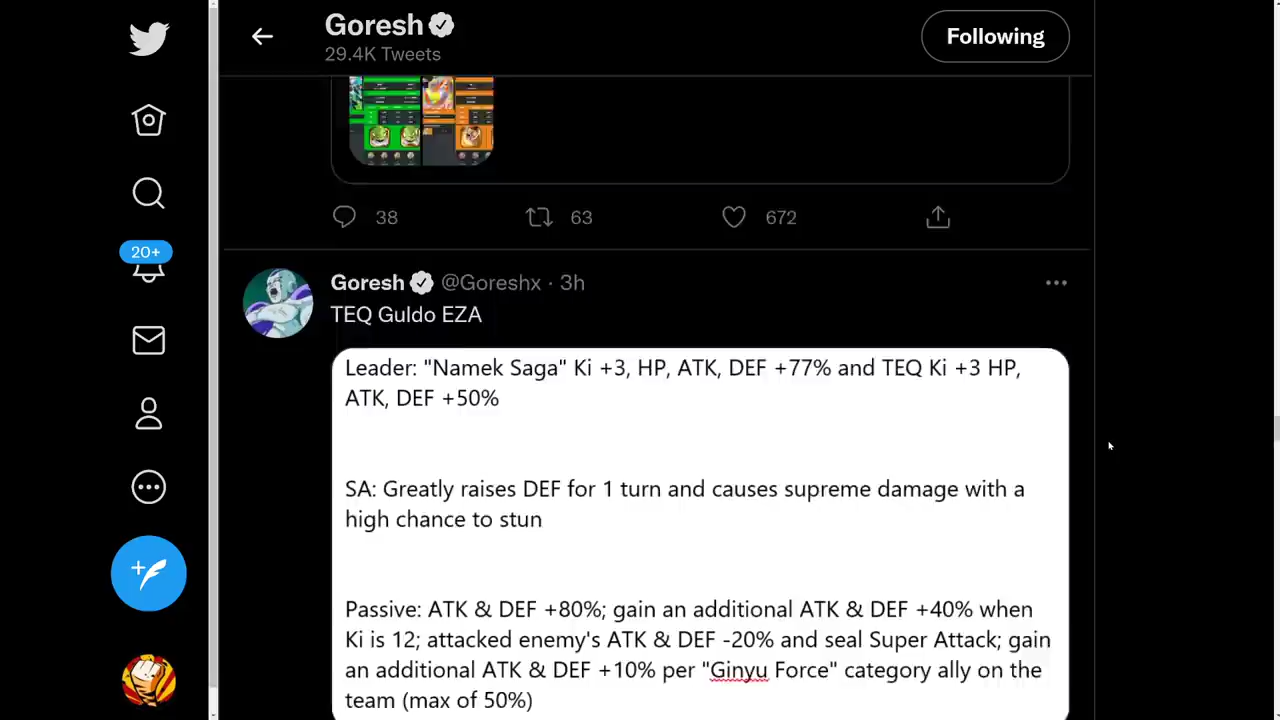 Goresh
29.4K Tweets
Following
38
63
672
20+
Goresh @Goreshx · 3h
TEQ Guldo EZA
Leader: "Namek Saga" Ki +3, HP, ATK, DEF +77% and TEQ Ki +3 HP,
ATK, DEF +50%
SA: Greatly raises DEF for 1 turn and causes supreme damage with a
high chance to stun
Passive: ATK & DEF +80%; gain an additional ATK & DEF +40% when
Ki is 12; attacked enemy's ATK & DEF -20% and seal Super Attack; gain
an additional ATK & DEF +10% per "Ginyu Force" category ally on the
team (max of 50%)